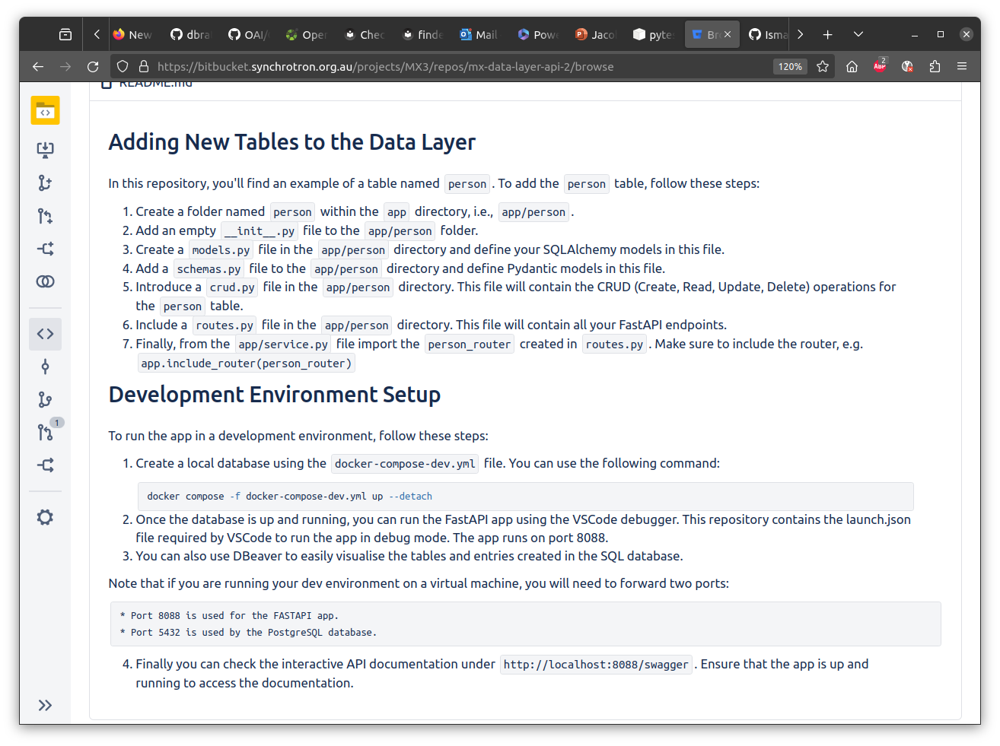 New
dbra
OAI/
Oper
Chec
finde
Mail
Powe
Jaco
pytes
Br
Isma
https://bitbucket.synchrotron.org.au/projects/MX3/repos/mx-data-layer-api-2/browse
120%
2
ABP
README.md
Adding New Tables to the Data Layer
In this repository, you'll find an example of a table named person. To add the person table, follow these steps:
1. Create a folder named person within the app directory, i.e., app/person.
2. Add an empty __init__.py file to the app/person folder.
3. Create a models.py file in the app/person directory and define your SQLAlchemy models in this file.
4. Add a schemas.py file to the app/person directory and define Pydantic models in this file.
5. Introduce a crud.py file in the app/person directory. This file will contain the CRUD (Create, Read, Update, Delete) operations for
the person table.
6. Include a routes.py file in the app/person directory. This file will contain all your FastAPI endpoints.
7. Finally, from the app/service.py file import the person_router created in routes.py. Make sure to include the router, e.g.
app.include_router(person_router)
Development Environment Setup
To run the app in a development environment, follow these steps:
1. Create a local database using the docker-compose-dev.yml file. You can use the following command:
docker compose -f docker-compose-dev.yml up --detach
2. Once the database is up and running, you can run the FastAPI app using the VSCode debugger. This repository contains the launch.json
file required by VSCode to run the app in debug mode. The app runs on port 8088.
3. You can also use DBeaver to easily visualise the tables and entries created in the SQL database.
Note that if you are running your dev environment on a virtual machine, you will need to forward two ports:
* Port 8088 is used for the FASTAPI app.
* Port 5432 is used by the PostgreSQL database.
4. Finally you can check the interactive API documentation under http://localhost:8088/swagger. Ensure that the app is up and
running to access the documentation.
1